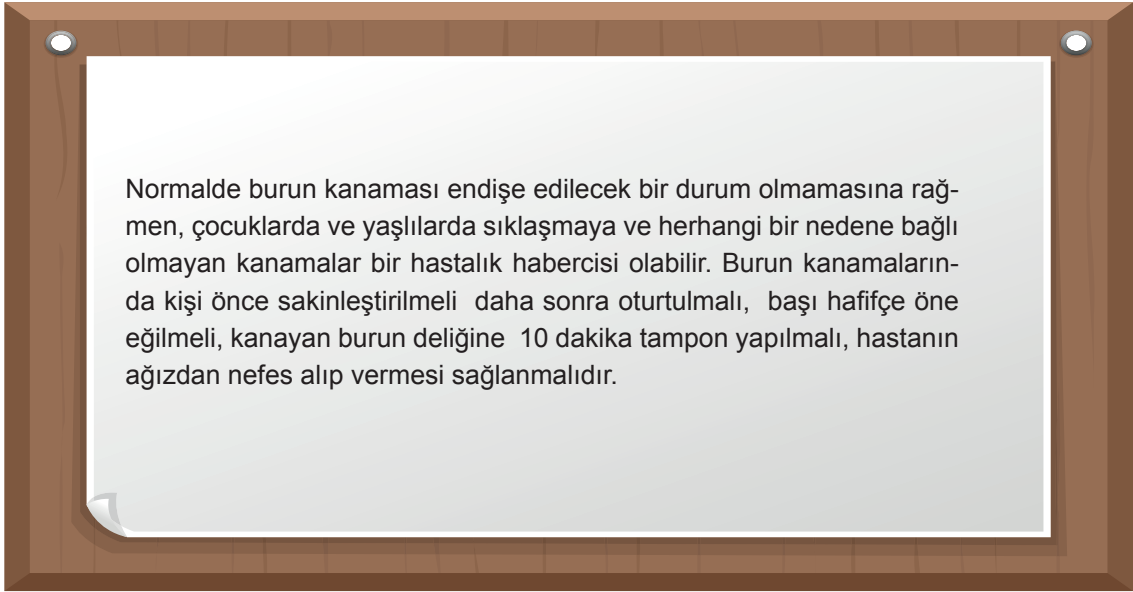 Normalde burun kanaması endişe edilecek bir durum olmamasına rağ-
men, çocuklarda ve yaşlılarda sıklaşmaya ve herhangi bir nedene bağlı
olmayan kanamalar bir hastalık habercisi olabilir. Burun kanamaların-
da kişi önce sakinleştirilmeli daha sonra oturtulmalı, başı hafifçe öne
eğilmeli, kanayan burun deliğine 10 dakika tampon yapılmalı, hastanın
ağızdan nefes alıp vermesi sağlanmalıdır.